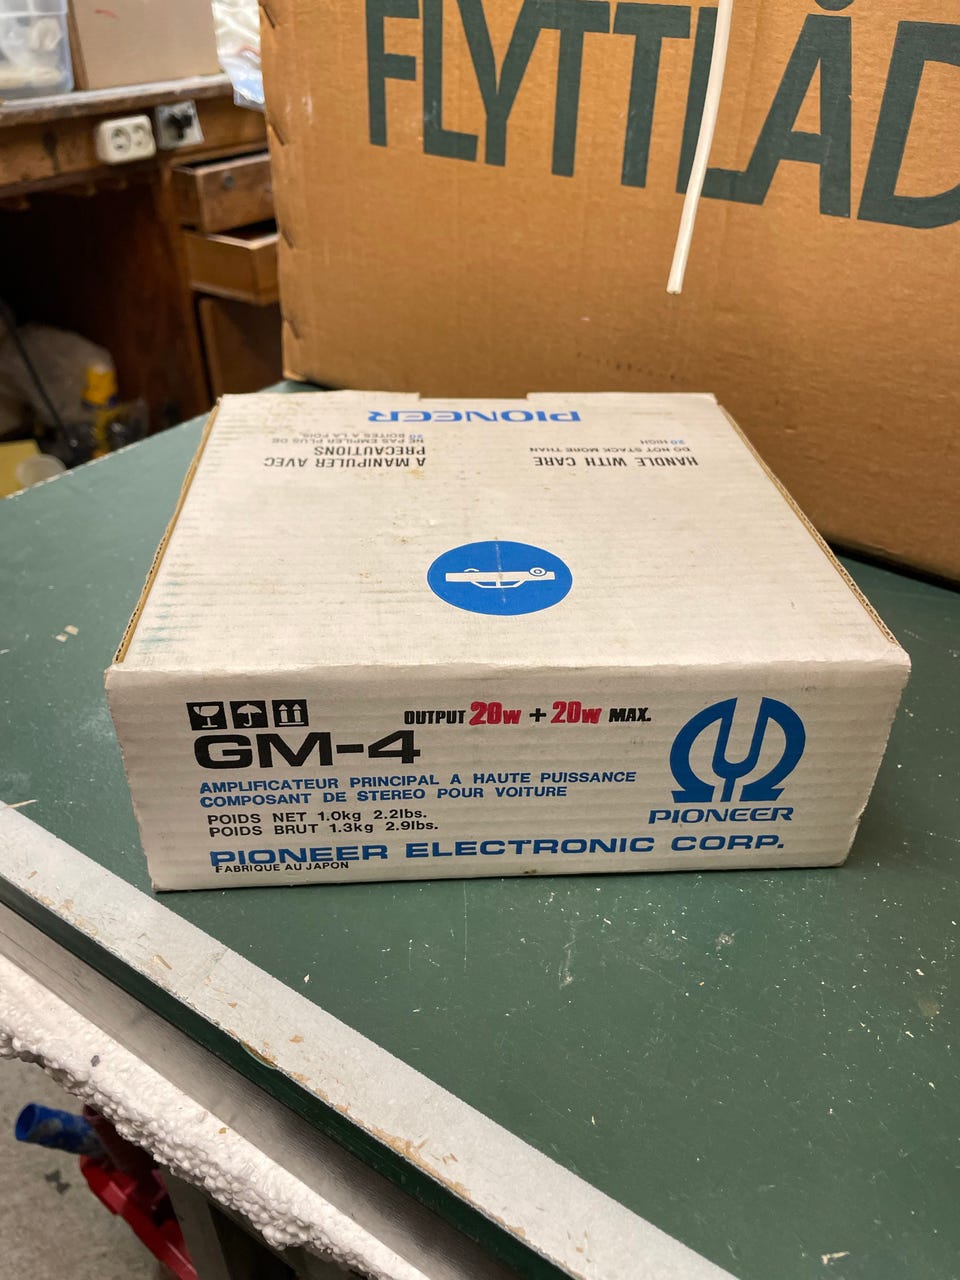 FLYTTLÅD
PIONEER
HANDLE WITH CARE
DO NOT STACK MORE THAN
20 HIGH
A MANIPULER AVEC
PRECAUTIONS
NE PAS EMPILER PLUS DE
20 BOITES A LA FOIS.
OUTPUT 20W + 20W MAX.
GM-4
AMPLIFICATEUR PRINCIPAL A HAUTE PUISSANCE
COMPOSANT DE STEREO POUR VOITURE
POIDS NET 1.0kg 2.2lbs.
POIDS BRUT 1.3kg 2.9lbs.
PIONEER
PIONEER ELECTRONIC CORP.
FABRIQUE AU JAPON